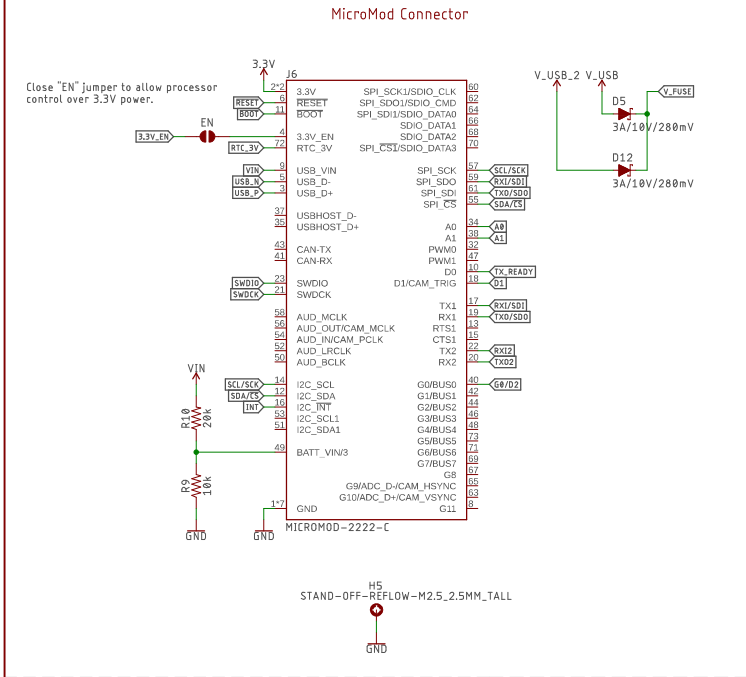 MicroMod Connector
Close "EN" jumper to allow processor
control over 3.3V power.
3.3V
J6
2*2 3.3V
RESET 6 RESET
BOOT 11 BOOT
EN
3.3V_EN 4 3.3V_EN
RTC_3V 72 RTC_3V
VIN 9 USB_VIN
USB_N 5 USB_D-
USB_P 3 USB_D+
37 USBHOST_D-
35 USBHOST_D+
43 CAN-TX
41 CAN-RX
SWDIO 23 SWDIO
SWDCK 21 SWDCK
58 AUD_MCLK
56 AUD_OUT/CAM_MCLK
54 AUD_IN/CAM_PCLK
52 AUD_LRCLK
50 AUD_BCLK
SCL/SCK 14 I2C_SCL
SDA/CS 12 I2C_SDA
INT 16 I2C_INT
53 I2C_SCL1
51 I2C_SDA1
49 BATT_VIN/3
1*7 GND
SPI_SCK1/SDIO_CLK 60
SPI_SDO1/SDIO_CMD 62
SPI_SDI1/SDIO_DATA0 64
SDIO_DATA1 66
SDIO_DATA2 68
SPI_CS1/SDIO_DATA3 70
SPI_SCK 57 SCL/SCK
SPI_SDO 59 RXI/SDI
SPI_SDI 61 TXO/SDO
SPI_CS 55 SDA/CS
A0 34 A0
A1 38 A1
PWM0 32
PWM1 47
D0 10 TX_READY
D1/CAM_TRIG 18 D1
TX1 17 RXI/SDI
RX1 19 TXO/SDO
RTS1 13
CTS1 15
TX2 22 RXI2
RX2 20 TXO2
G0/BUS0 40 G0/D2
G1/BUS1 42
G2/BUS2 44
G3/BUS3 46
G4/BUS4 48
G5/BUS5 73
G6/BUS6 71
G7/BUS7 69
G8 67
G9/ADC_D-/CAM_HSYNC 65
G10/ADC_D+/CAM_VSYNC 63
G11 8
MICROMOD-2222-C
VIN
R10
20k
R9
10k
GND
GND
V_USB_2 V_USB
V_FUSE
D5
3A/10V/280mV
D12
3A/10V/280mV
H5
STAND-OFF-REFLOW-M2.5_2.5MM_TALL
GND